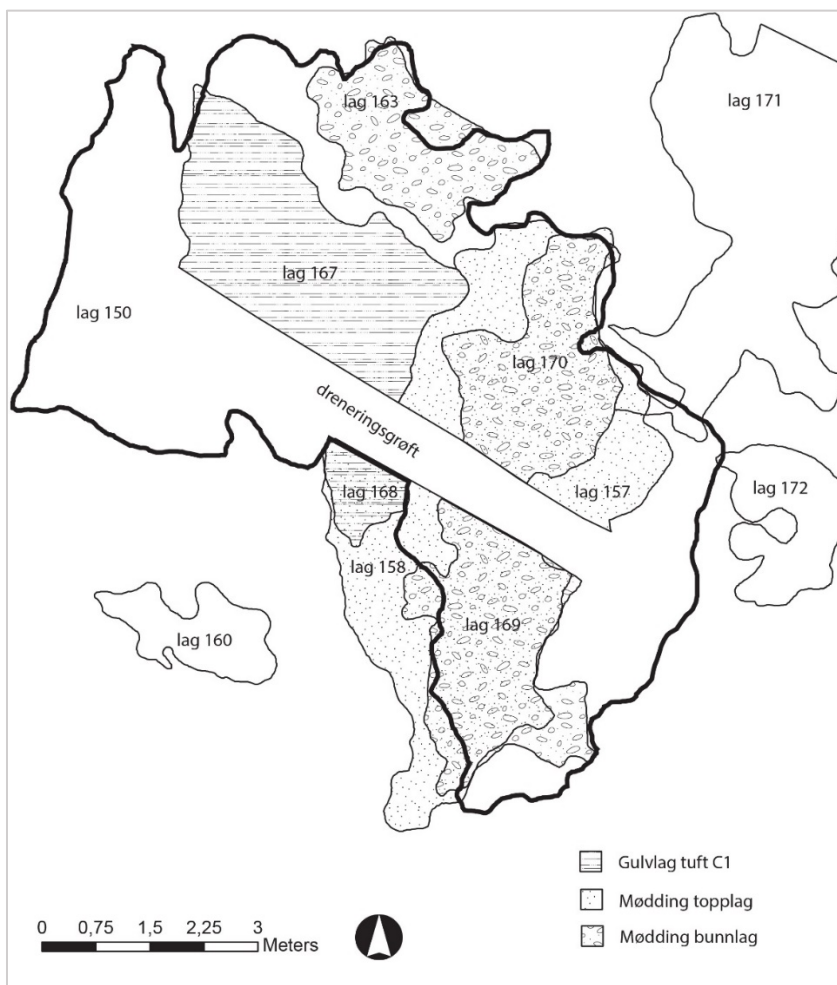 lag 163
lag 171
lag 167
lag 150
lag 170
dreneringsgrøft
lag 168
lag 157
lag 172
lag 158
lag 169
lag 160
Gulvlag tuft C1
Mødding topplag
Mødding bunnlag
0 0,75 1,5 2,25 3
Meters